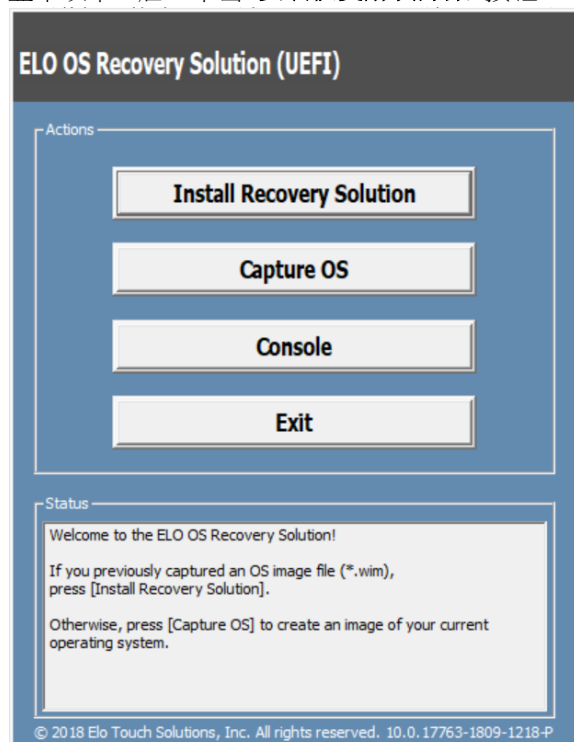 ELO OS Recovery Solution (UEFI)
Actions
Install Recovery Solution
Capture OS
Console
Exit
Status
Welcome to the ELO OS Recovery Solution!
If you previously captured an OS image file (*.wim),
press [Install Recovery Solution].
Otherwise, press [Capture OS] to create an image of your current
operating system.
© 2018 Elo Touch Solutions, Inc. All rights reserved. 10.0.17763-1809-1218-P